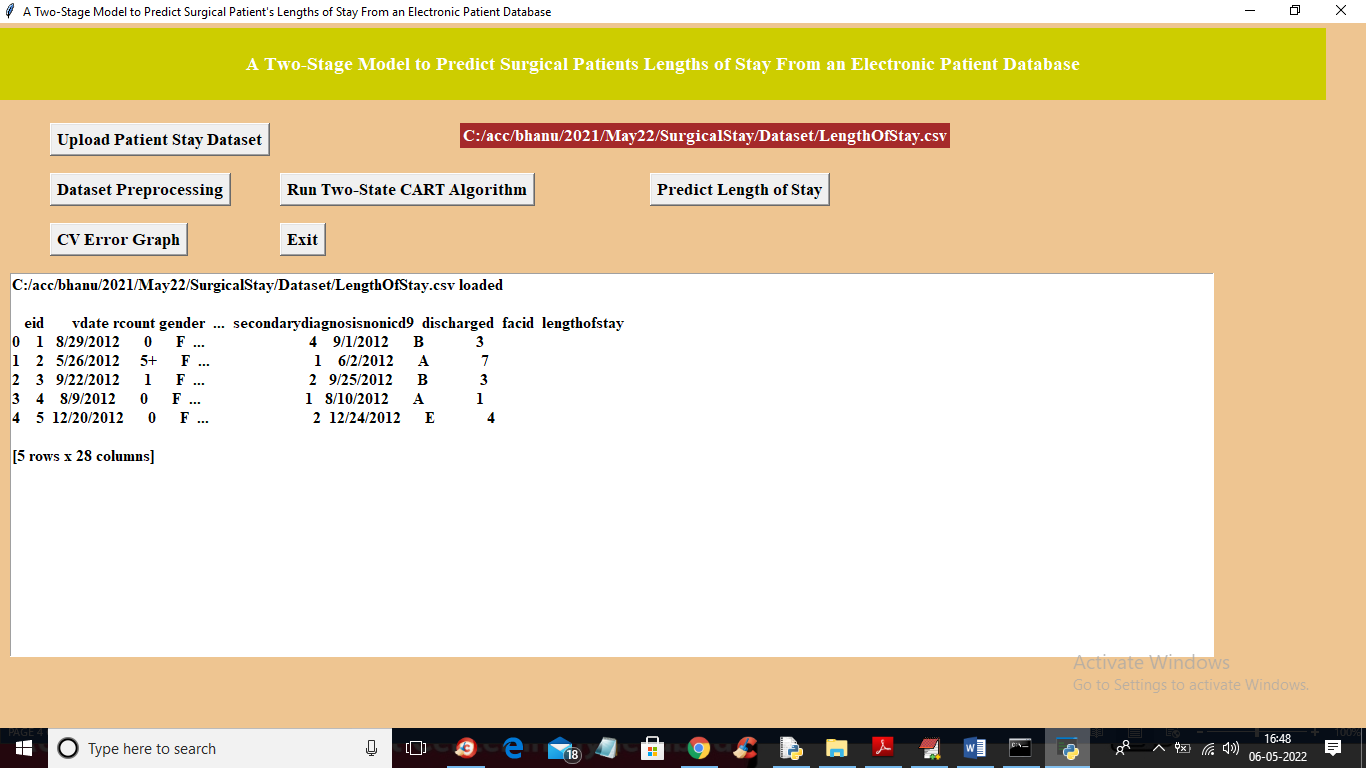 A Two-Stage Model to Predict Surgical Patient's Lengths of Stay From an Electronic Patient Database
A Two-Stage Model to Predict Surgical Patients Lengths of Stay From an Electronic Patient Database
Upload Patient Stay Dataset
C:/acc/bhanu/2021/May22/SurgicalStay/Dataset/LengthOfStay.csv
Dataset Preprocessing
Run Two-State CART Algorithm
Predict Length of Stay
CV Error Graph
Exit
C:/acc/bhanu/2021/May22/SurgicalStay/Dataset/LengthOfStay.csv loaded
eid vdate rcount gender ... secondarydiagnosisnonicd9 discharged facid lengthofstay
0 1 8/29/2012 0 F ... 4 9/1/2012 B 3
1 2 5/26/2012 5+ F ... 1 6/2/2012 A 7
2 3 9/22/2012 1 F ... 2 9/25/2012 B 3
3 4 8/9/2012 0 F ... 1 8/10/2012 A 1
4 5 12/20/2012 0 F ... 2 12/24/2012 E 4
[5 rows x 28 columns]
Activate Windows
Go to Settings to activate Windows.
Type here to search
18
16:48
06-05-2022